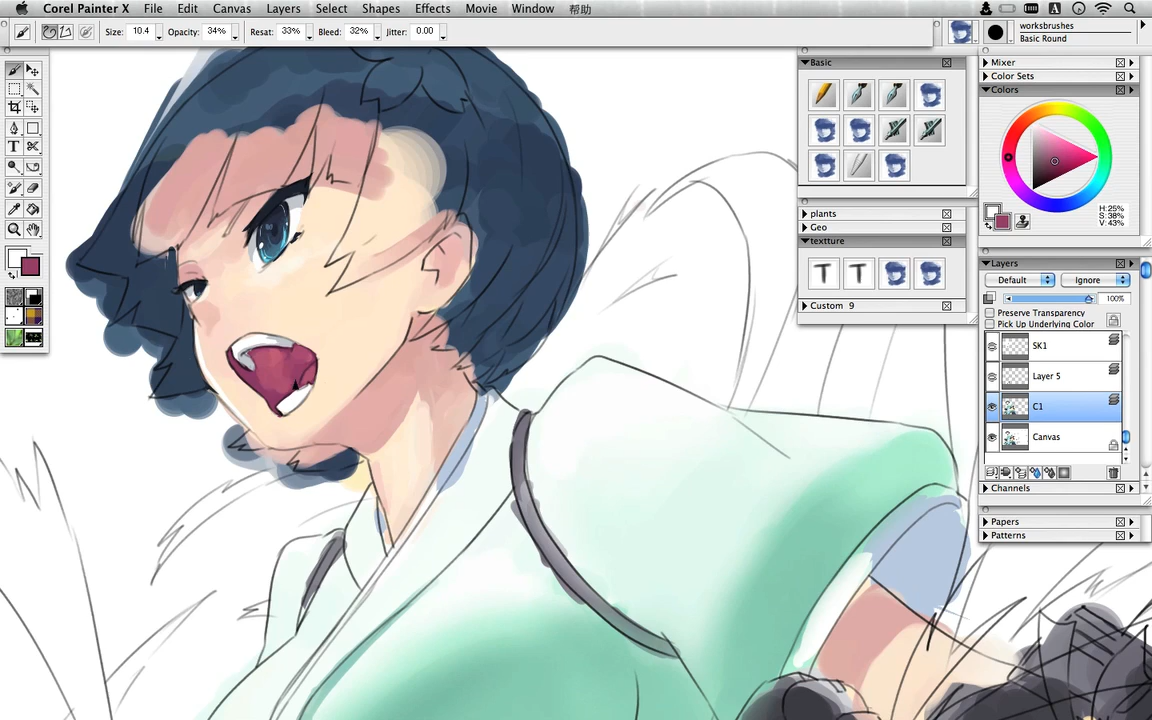 Corel Painter X File Edit Canvas Layers Select Shapes Effects Movie Window 帮助
Size: 10.4 Opacity: 34% Resat: 33% Bleed: 32% Jitter: 0.00
worksbrushes
Basic Round
Basic
plants
Geo
textture
T T
Custom 9
Mixer
Color Sets
Colors
H:25%
S:38%
V:43%
Layers
Default Ignore
100%
Preserve Transparency
Pick Up Underlying Color
SK1
Layer 5
C1
Canvas
Channels
Papers
Patterns
T
A